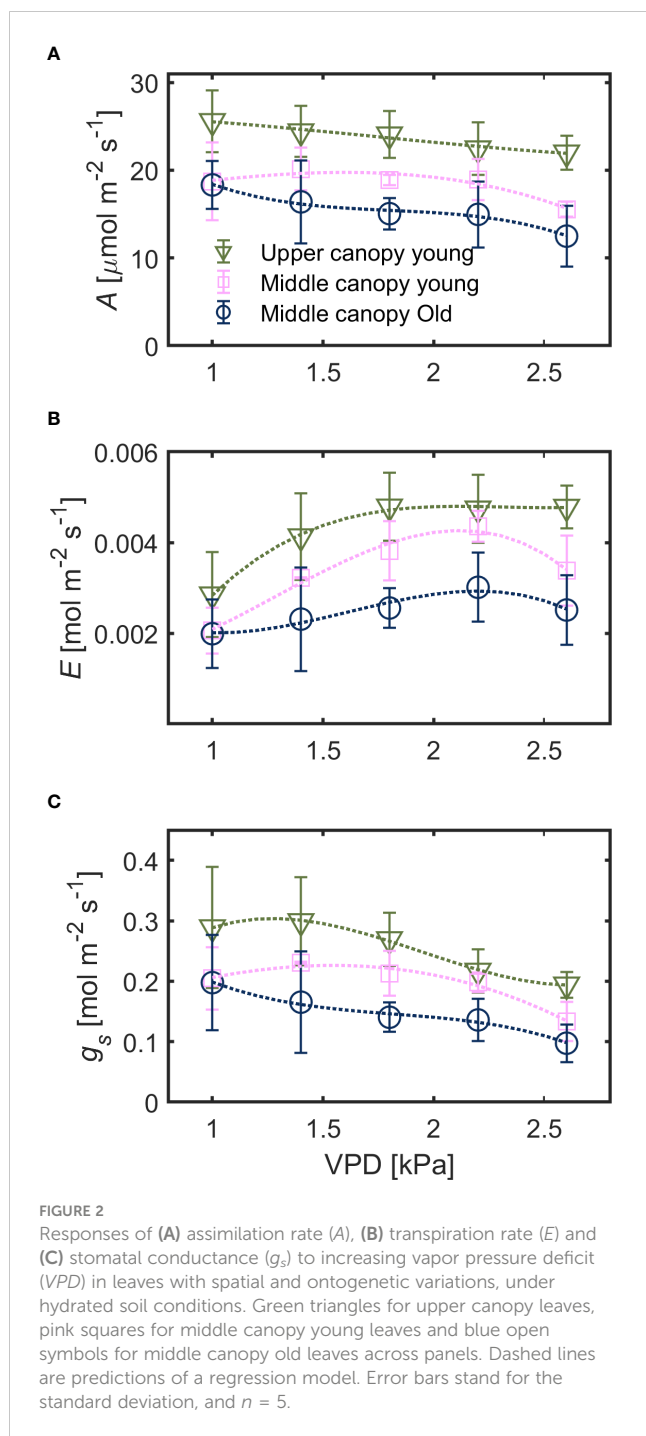 A
30
20
10
0
A [μmol m-2 s-1]
Upper canopy young
Middle canopy young
Middle canopy Old
1 1.5 2 2.5
B
0.006
0.004
0.002
E [mol m-2 s-1]
1 1.5 2 2.5
C
0.4
0.3
0.2
0.1
0
gs [mol m-2 s-1]
1 1.5 2 2.5
VPD [kPa]
FIGURE 2
Responses of (A) assimilation rate (A), (B) transpiration rate (E) and
(C) stomatal conductance (gs) to increasing vapor pressure deficit
(VPD) in leaves with spatial and ontogenetic variations, under
hydrated soil conditions. Green triangles for upper canopy leaves,
pink squares for middle canopy young leaves and blue open
symbols for middle canopy old leaves across panels. Dashed lines
are predictions of a regression model. Error bars stand for the
standard deviation, and n = 5.